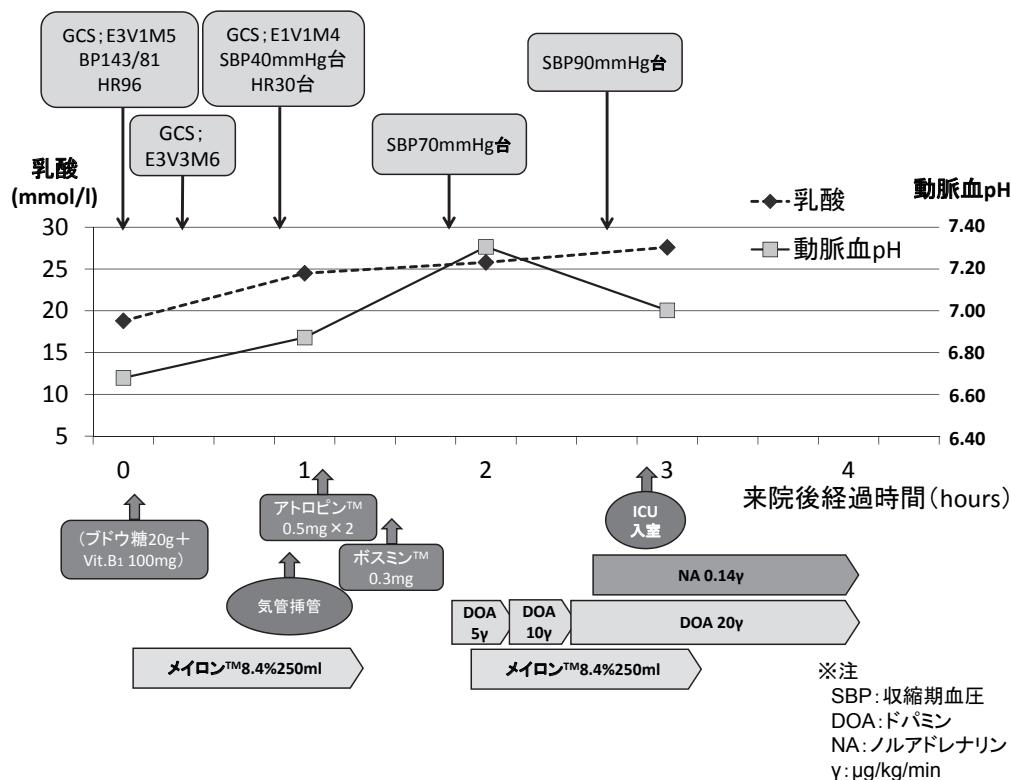 GCS；E3V1M5
BP143/81
HR96
GCS；E1V1M4
SBP40mmHg台
HR30台
SBP90mmHg台
GCS；
E3V3M6
SBP70mmHg台
乳酸
(mmol/l)
動脈血pH
乳酸
動脈血pH
30
25
20
15
10
5
7.40
7.20
7.00
6.80
6.60
6.40
0
1
2
3
4
来院後経過時間（hours）
（ブドウ糖20g＋
Vit.B1 100mg）
アトロピン™
0.5mg×2
ボスミン™
0.3mg
気管挿管
ICU
入室
NA 0.14γ
DOA
5γ
DOA
10γ
DOA 20γ
メイロン™8.4%250ml
メイロン™8.4%250ml
※注
SBP：収縮期血圧
DOA：ドパミン
NA：ノルアドレナリン
γ：μg/kg/min